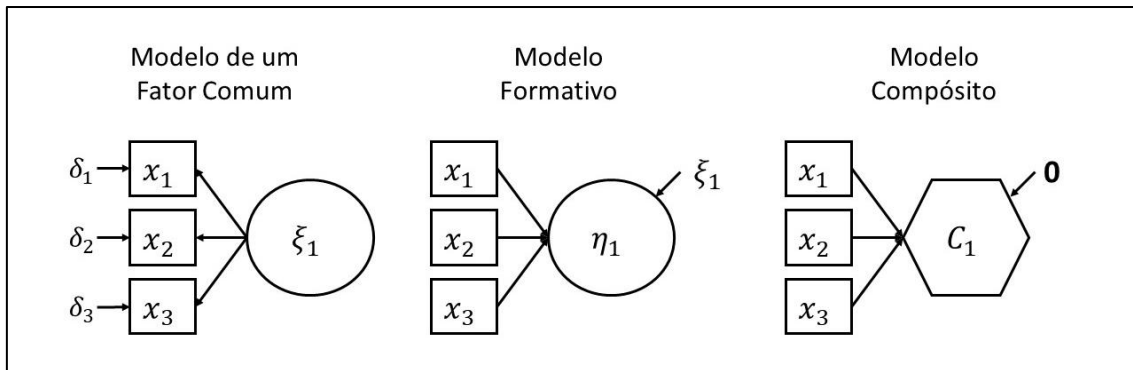 Modelo de um
Fator Comum
δ₁
x₁
δ₂
x₂
δ₃
x₃
ξ₁
Modelo
Formativo
x₁
x₂
x₃
η₁
ξ₁
Modelo
Compósito
x₁
x₂
x₃
C₁
0